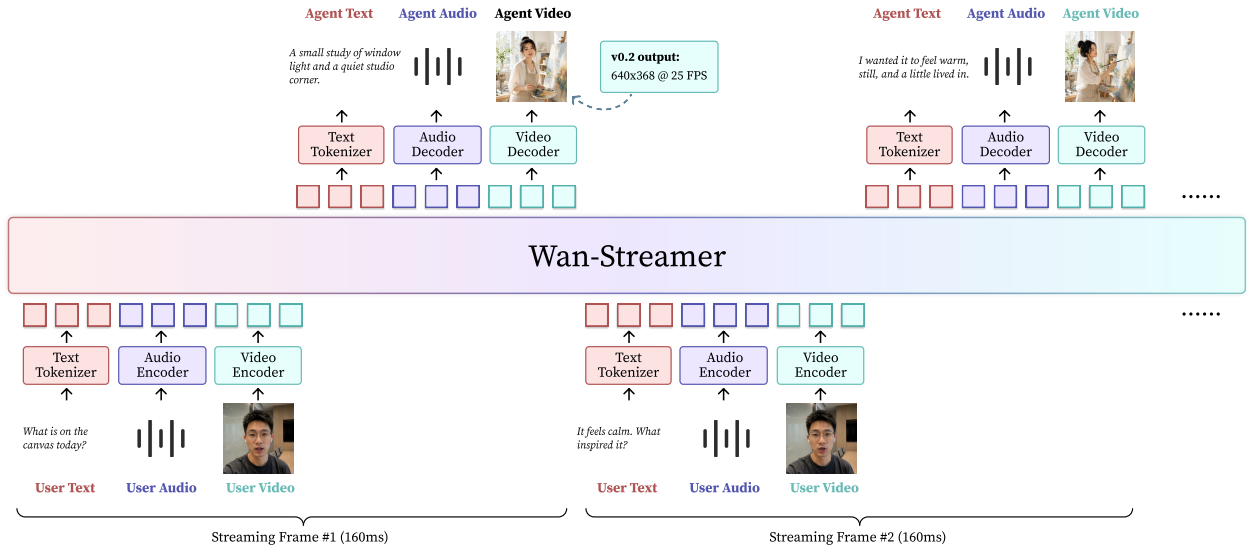 Agent Text Agent Audio Agent Video
A small study of window
light and a quiet studio
corner.
v0.2 output:
640x368 @ 25 FPS
Agent Text Agent Audio Agent Video
I wanted it to feel warm,
still, and a little lived in.
Text
Tokenizer
Audio
Decoder
Video
Decoder
Text
Tokenizer
Audio
Decoder
Video
Decoder
......
Wan-Streamer
......
Text
Tokenizer
Audio
Encoder
Video
Encoder
Text
Tokenizer
Audio
Encoder
Video
Encoder
What is on the
canvas today?
It feels calm. What
inspired it?
User Text User Audio User Video
User Text User Audio User Video
Streaming Frame #1 (160ms)
Streaming Frame #2 (160ms)